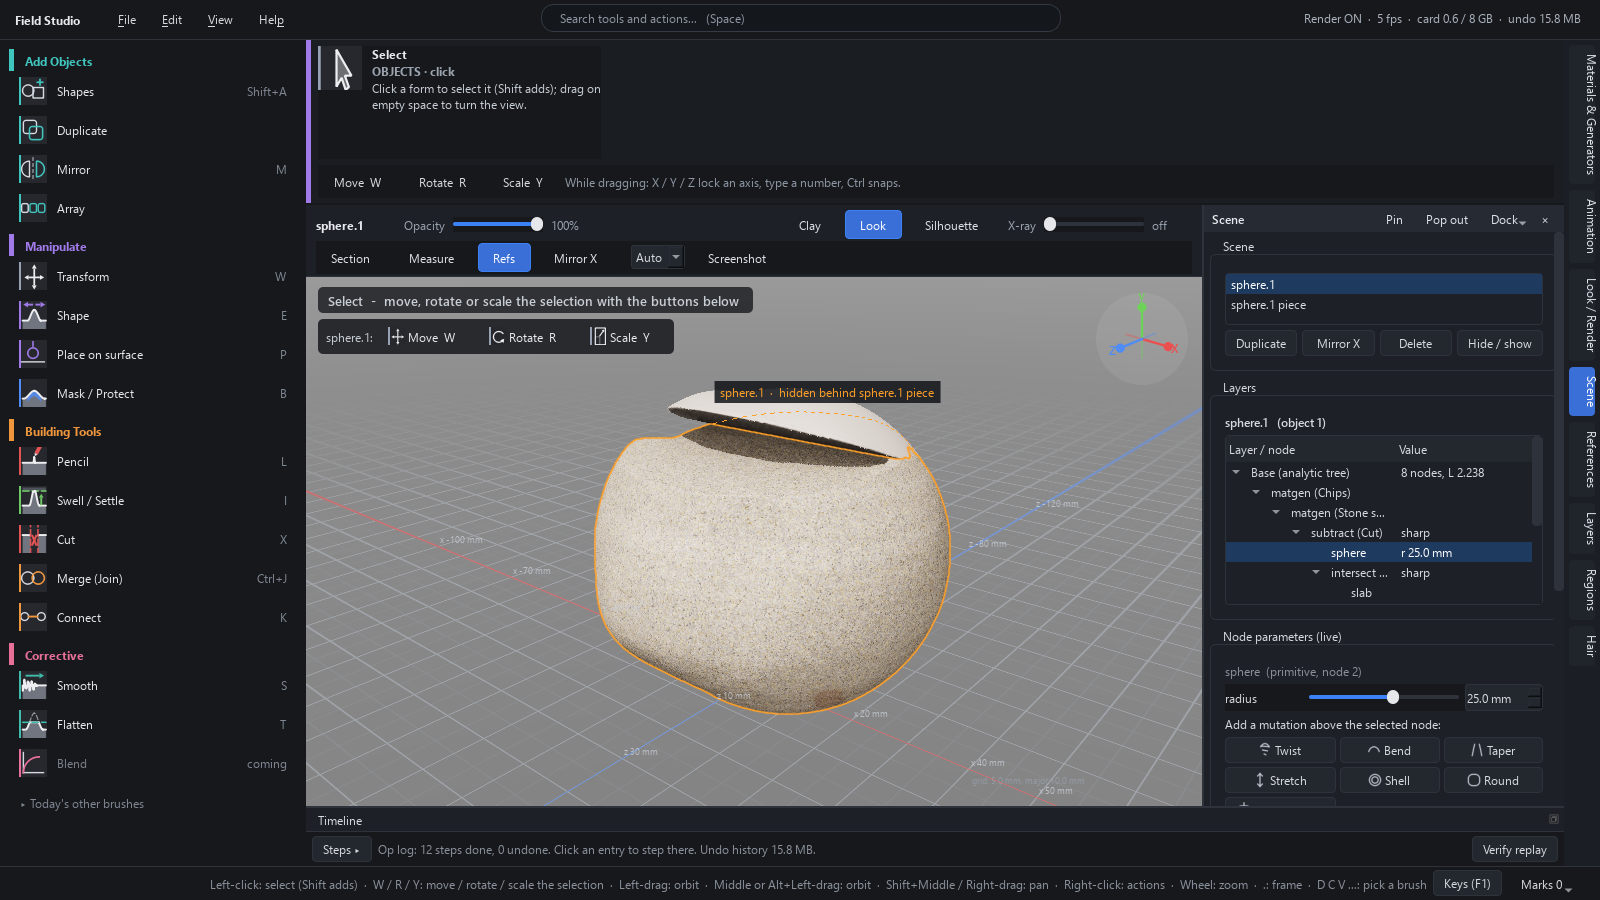 Field Studio
File
Edit
View
Help
Search tools and actions... (Space)
Render ON · 5 fps · card 0.6 / 8 GB · undo 15.8 MB
Add Objects
Shapes Shift+A
Duplicate
Mirror M
Array
Manipulate
Transform W
Shape E
Place on surface P
Mask / Protect B
Building Tools
Pencil L
Swell / Settle I
Cut X
Merge (Join) Ctrl+J
Connect K
Corrective
Smooth S
Flatten T
Blend coming
▸ Today's other brushes
Select
OBJECTS · click
Click a form to select it (Shift adds); drag on
empty space to turn the view.
Move W Rotate R Scale Y While dragging: X / Y / Z lock an axis, type a number, Ctrl snaps.
sphere.1 Opacity 100% Clay Look Silhouette X-ray off
Section Measure Refs Mirror X Auto Screenshot
Select - move, rotate or scale the selection with the buttons below
sphere.1: Move W Rotate R Scale Y
Y
X
Z
sphere.1 · hidden behind sphere.1 piece
z -120 mm
x -100 mm
z -80 mm
x -70 mm
z 10 mm
x 20 mm
z 30 mm
x 40 mm
grid 5.0 mm, major 10.0 mm
x 50 mm
Scene Pin Pop out Dock ×
Scene
sphere.1
sphere.1 piece
Duplicate Mirror X Delete Hide / show
Layers
sphere.1 (object 1)
Layer / node Value
Base (analytic tree) 8 nodes, L 2.238
matgen (Chips)
matgen (Stone s...
subtract (Cut) sharp
sphere r 25.0 mm
intersect ... sharp
slab
Node parameters (live)
sphere (primitive, node 2)
radius 25.0 mm
Add a mutation above the selected node:
Twist Bend Taper
Stretch Shell Round
Materials & Generators
Animation
Look / Render
Scene
References
Layers
Regions
Hair
Timeline
Steps ▸ Op log: 12 steps done, 0 undone. Click an entry to step there. Undo history 15.8 MB. Verify replay
Left-click: select (Shift adds) · W / R / Y: move / rotate / scale the selection · Left-drag: orbit · Middle or Alt+Left-drag: orbit · Shift+Middle / Right-drag: pan · Right-click: actions · Wheel: zoom · .: frame · D C V ...: pick a brush Keys (F1) Marks 0